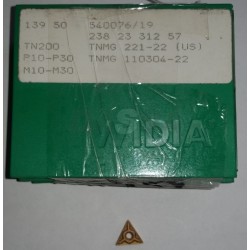 139 50 540076/19
238 23 312 57
TN200 TNMG 221-22 (US)
P10-P30 TNMG 110304-22
M10-M30
WIDIA